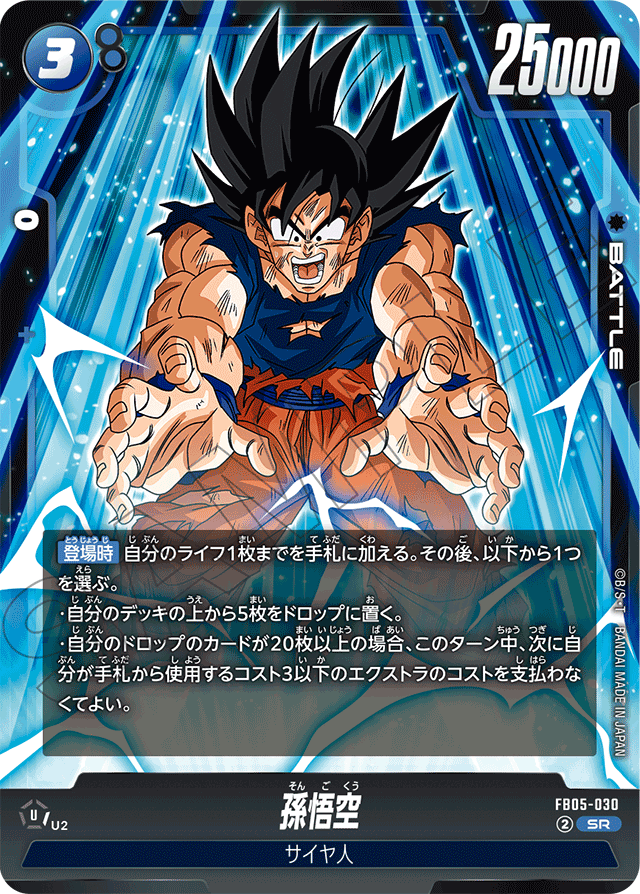 3 8
25000
0
+
BATTLE
登場時 自分のライフ1枚までを手札に加える。その後、以下から1つ
を選ぶ。
・自分のデッキの上から5枚をドロップに置く。
・自分のドロップのカードが20枚以上の場合、このターン中、次に自
分が手札から使用するコスト3以下のエクストラのコストを支払わな
くてよい。
©B/S・T BANDAI MADE IN JAPAN
そんごくう
孫悟空
FB05-030
U U2
2 SR
サイヤ人